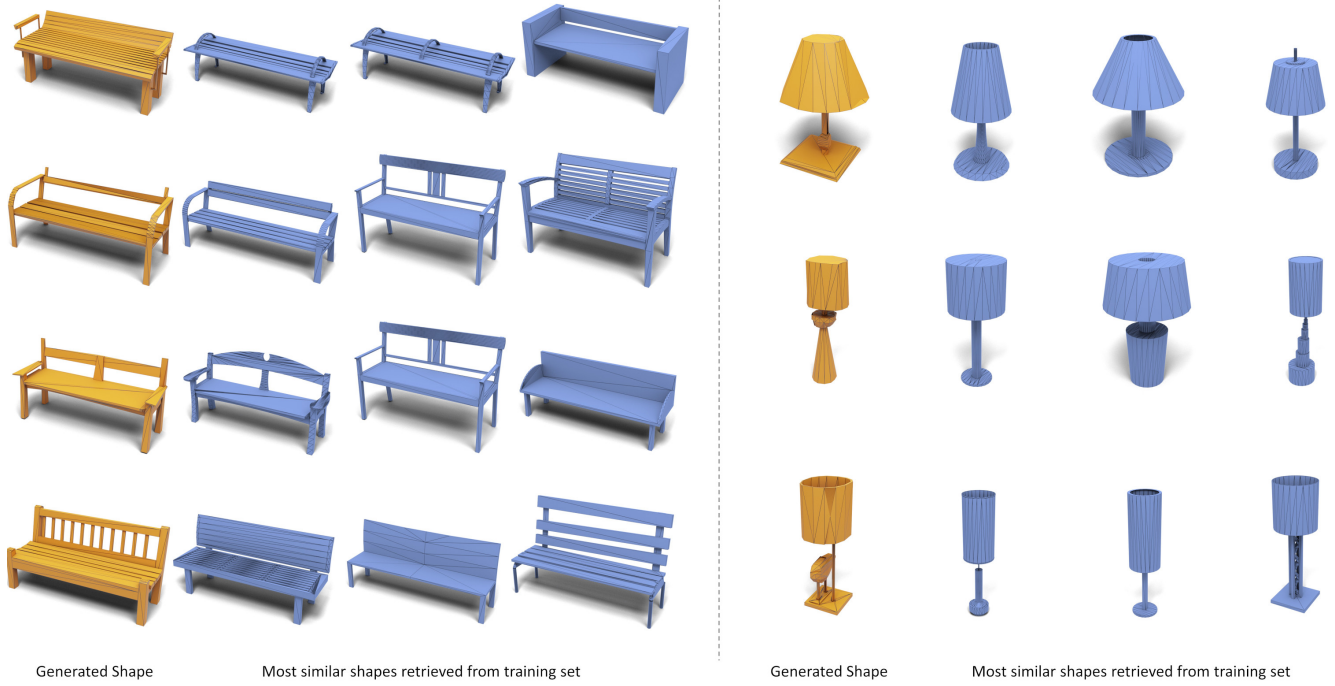 Generated Shape
Most similar shapes retrieved from training set
Generated Shape
Most similar shapes retrieved from training set